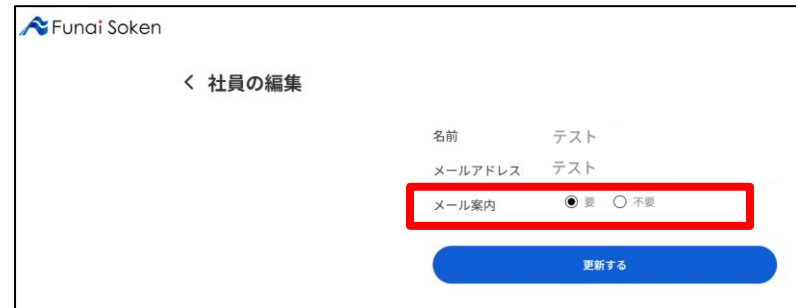 Funai Soken
く 社員の編集
名前 テスト
メールアドレス テスト
メール案内 要 不要
更新する